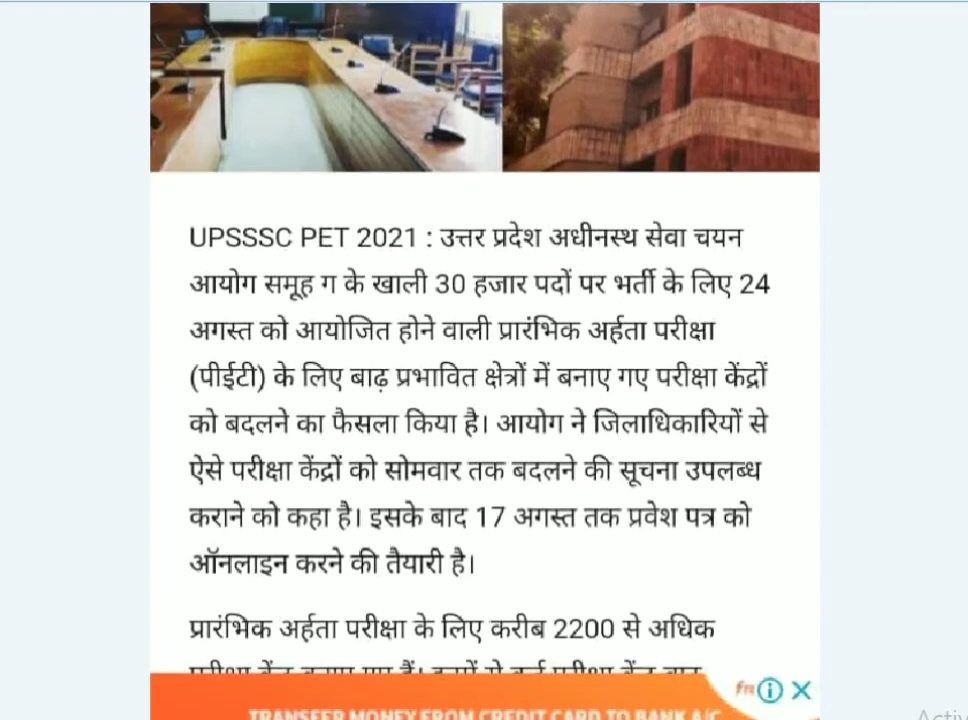 UPSSSC PET 2021 : उत्तर प्रदेश अधीनस्थ सेवा चयन
आयोग समूह ग के खाली 30 हजार पदों पर भर्ती के लिए 24
अगस्त को आयोजित होने वाली प्रारंभिक अर्हता परीक्षा
(पीईटी) के लिए बाढ़ प्रभावित क्षेत्रों में बनाए गए परीक्षा केंद्रों
को बदलने का फैसला किया है। आयोग ने जिलाधिकारियों से
ऐसे परीक्षा केंद्रों को सोमवार तक बदलने की सूचना उपलब्ध
कराने को कहा है। इसके बाद 17 अगस्त तक प्रवेश पत्र को
ऑनलाइन करने की तैयारी है।
प्रारंभिक अर्हता परीक्षा के लिए करीब 2200 से अधिक
TRANSFER MONEY FROM CREDIT CARD TO BANK A/C